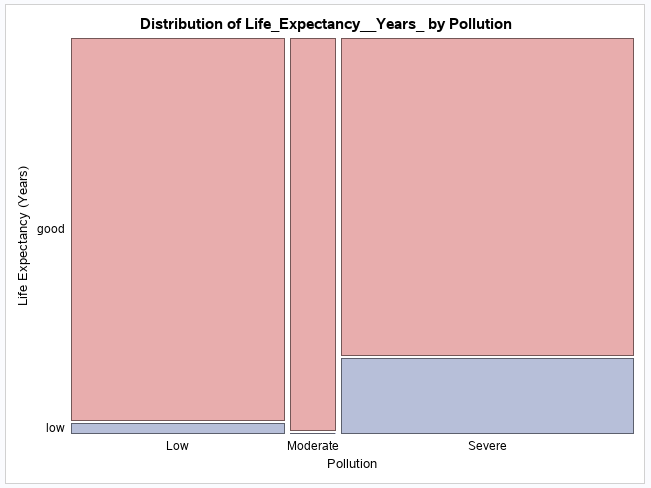 Distribution of Life_Expectancy__Years_ by Pollution
Life Expectancy (Years)
good
low
Low
Moderate
Severe
Pollution